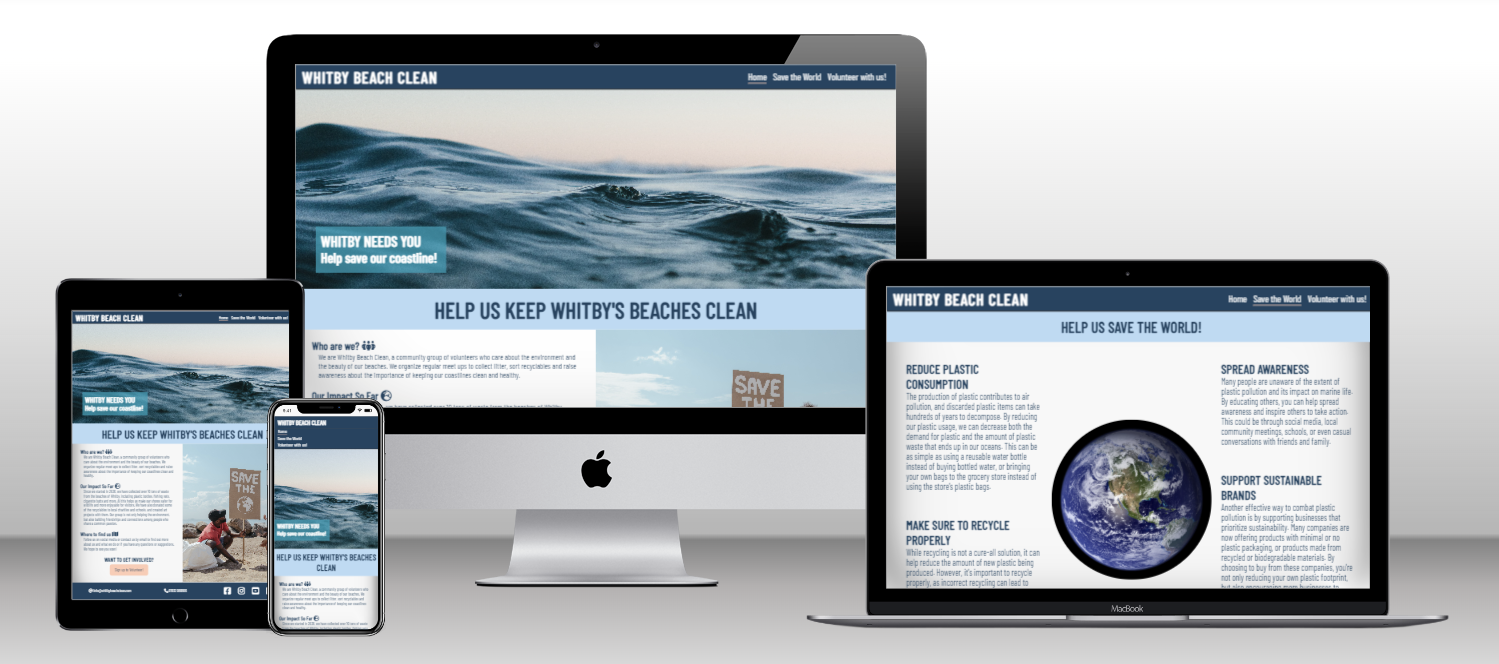 WHITBY BEACH CLEAN
Home Save the World Volunteer with us!
WHITBY NEEDS YOU
Help save our coastline!
HELP US KEEP WHITBY'S BEACHES CLEAN
Who are we?
We are Whitby Beach Clean, a community group of volunteers who care about the environment and
the beauty of our beaches. We organize regular meet ups to collect litter, sort recyclables and raise
awareness about the importance of keeping our coastlines clean and healthy.
Our Impact So Far
SAVE
THE
WHITBY BEACH CLEAN
Home Save the World Volunteer with us!
WHITBY NEEDS YOU
Help save our coastline!
HELP US KEEP WHITBY'S BEACHES CLEAN
Who are we?
Our Impact So Far
Where to find us
WANT TO GET INVOLVED?
SAVE
THE
9:41
WHITBY BEACH CLEAN
Home
Save the World
Volunteer with us!
WHITBY NEEDS YOU
Help save our coastline!
HELP US KEEP WHITBY'S BEACHES
CLEAN
Who are we?
Our Impact So Far
WHITBY BEACH CLEAN
Home Save the World Volunteer with us!
HELP US SAVE THE WORLD!
REDUCE PLASTIC
CONSUMPTION
The production of plastic contributes to air
pollution, and discarded plastic items can take
hundreds of years to decompose. By reducing
our plastic usage, we can decrease both the
demand for plastic and the amount of plastic
waste that ends up in our oceans. This can be
as simple as using a reusable water bottle
instead of buying bottled water, or bringing
your own bags to the grocery store instead of
using the store's plastic bags.
MAKE SURE TO RECYCLE
PROPERLY
While recycling is not a cure-all solution, it can
help reduce the amount of new plastic being
produced. However, it's important to recycle
properly, as incorrect recycling can lead to
SPREAD AWARENESS
Many people are unaware of the extent of
plastic pollution and its impact on marine life.
By educating others, you can help spread
awareness and inspire others to take action.
This could be through social media, local
community meetings, schools, or even casual
conversations with friends and family.
SUPPORT SUSTAINABLE
BRANDS
Another effective way to combat plastic
pollution is by supporting businesses that
prioritize sustainability. Many companies are
now offering products with minimal or no
plastic packaging, or products made from
recycled or biodegradable materials. By
choosing to buy from these companies, you're
not only reducing your own plastic footprint,
MacBook